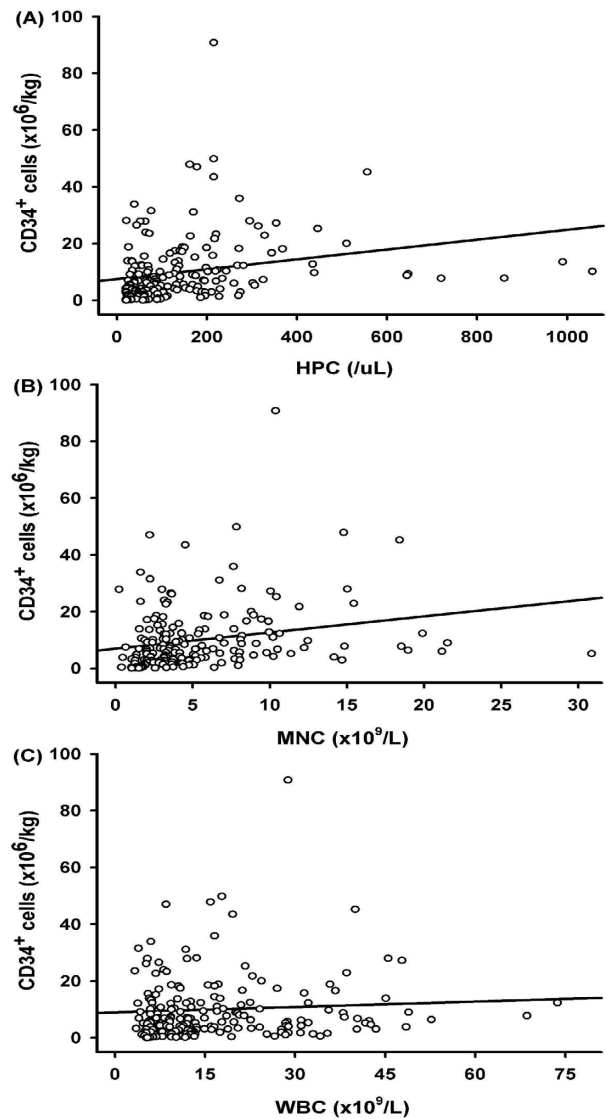 (A)
100
80
60
40
20
0
CD34+ cells (x10^6/kg)
0 200 400 600 800 1000
HPC (/uL)
(B)
100
80
60
40
20
0
CD34+ cells (x10^6/kg)
0 5 10 15 20 25 30
MNC (x10^9/L)
(C)
100
80
60
40
20
0
CD34+ cells (x10^6/kg)
00 15 30 45 60 75
WBC (x10^9/L)